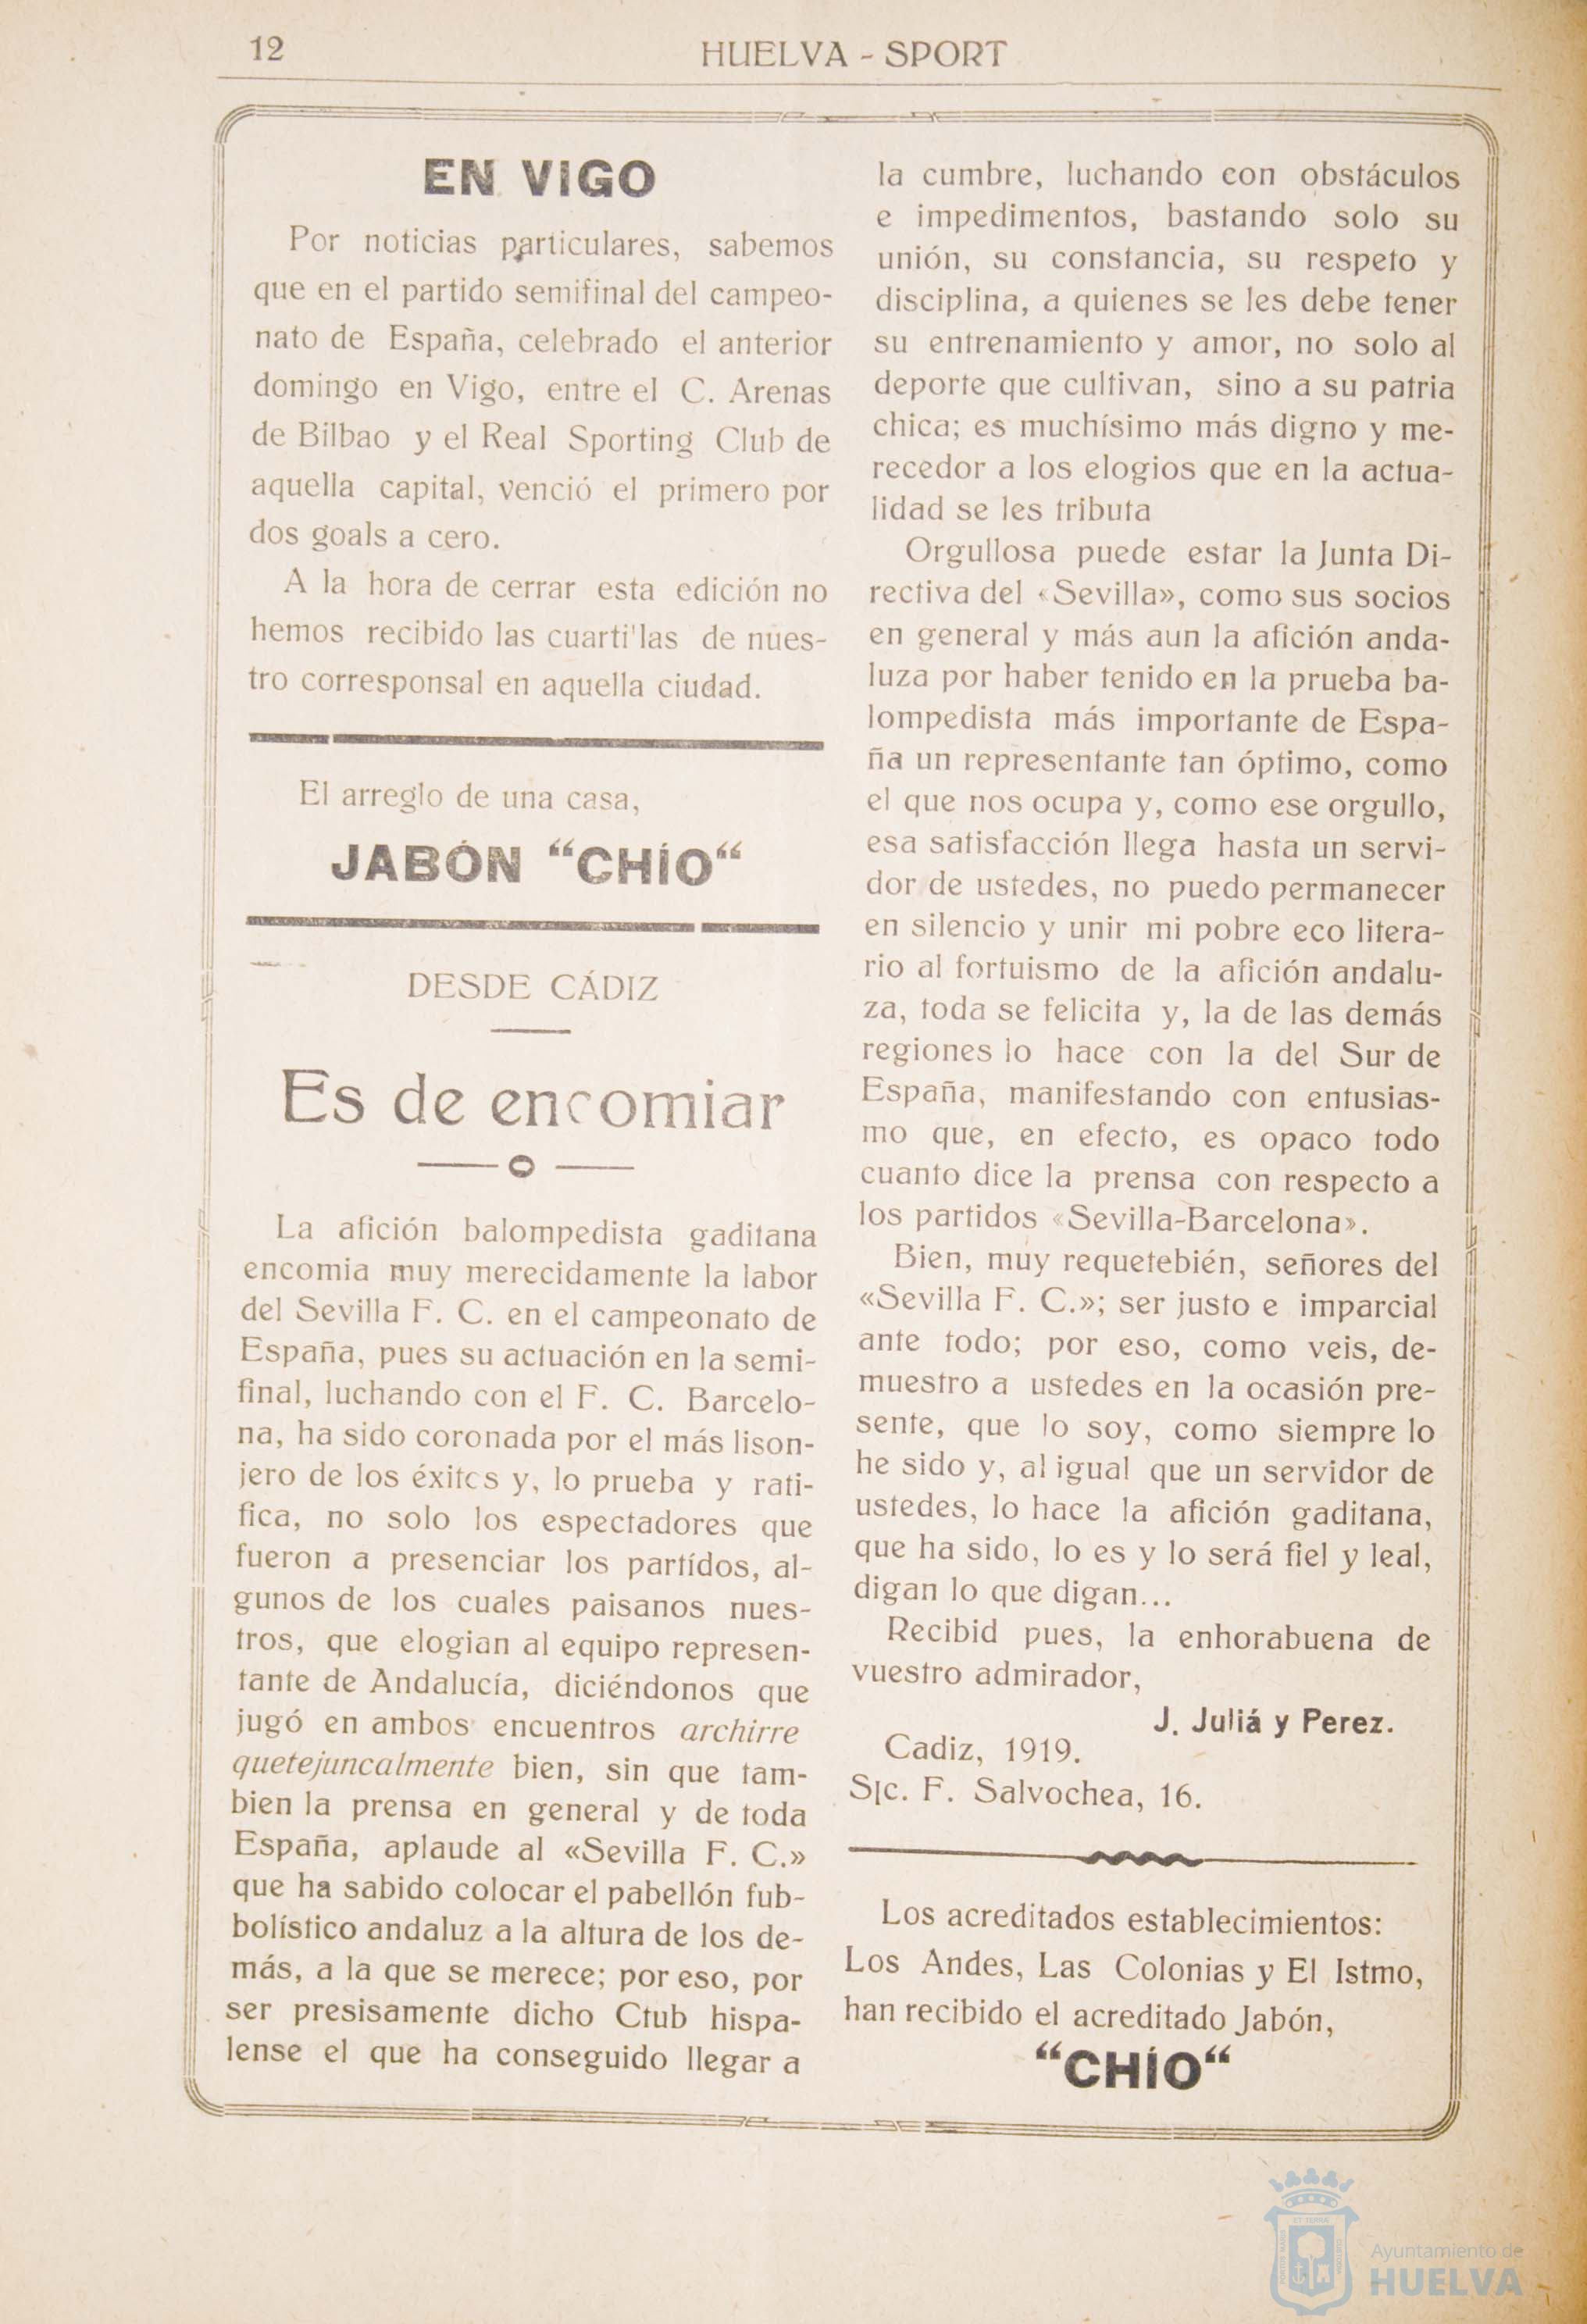 12
HUELVA - SPORT
EN VIGO
Por noticias particulares, sabemos
que en el partido semifinal del campeo-
nato de España, celebrado el anterior
domingo en Vigo, entre el C. Arenas
de Bilbao y el Real Sporting Club de
aquella capital, venció el primero por
dos goals a cero.
A la hora de cerrar esta edición no
hemos recibido las cuarti'las de nues-
tro corresponsal en aquella ciudad.
El arreglo de una casa,
JABÓN “CHÍO“
DESDE CÁDIZ
Es de encomiar
La afición balompedista gaditana
encomia muy merecidamente la labor
del Sevilla F. C. en el campeonato de
España, pues su actuación en la semi-
final, luchando con el F. C. Barcelo-
na, ha sido coronada por el más lison-
jero de los éxitcs y, lo prueba y rati-
fica, no solo los espectadores que
fueron a presenciar los partídos, al-
gunos de los cuales paisanos nues-
tros, que elogian al equipo represen-
tante de Andalucía, diciéndonos que
jugó en ambos encuentros archirre
quetejuncalmente bien, sin que tam-
bien la prensa en general y de toda
España, aplaude al «Sevilla F. C.»
que ha sabido colocar el pabellón fub-
bolístico andaluz a la altura de los de-
más, a la que se merece; por eso, por
ser presisamente dicho Ctub hispa-
lense el que ha conseguido llegar a
la cumbre, luchando con obstáculos
e impedimentos, bastando solo su
unión, su constancia, su respeto y
disciplina, a quienes se les debe tener
su entrenamiento y amor, no solo al
deporte que cultivan, sino a su patria
chica; es muchísimo más digno y me-
recedor a los elogios que en la actua-
lidad se les tributa
Orgullosa puede estar la Junta Di-
rectiva del «Sevilla», como sus socios
en general y más aun la afición anda-
luza por haber tenido en la prueba ba-
lompedista más importante de Espa-
ña un representante tan óptimo, como
el que nos ocupa y, como ese orgullo,
esa satisfacción llega hasta un servi-
dor de ustedes, no puedo permanecer
en silencio y unir mi pobre eco litera-
rio al fortuismo de la afición andalu-
za, toda se felicita y, la de las demás
regiones lo hace con la del Sur de
España, manifestando con entusias-
mo que, en efecto, es opaco todo
cuanto dice la prensa con respecto a
los partidos «Sevilla-Barcelona».
Bien, muy requetebién, señores del
«Sevilla F. C.»; ser justo e imparcial
ante todo; por eso, como veis, de-
muestro a ustedes en la ocasión pre-
sente, que lo soy, como siempre lo
he sido y, al igual que un servidor de
ustedes, lo hace la afición gaditana,
que ha sido, lo es y lo será fiel y leal,
digan lo que digan...
Recibid pues, la enhorabuena de
vuestro admirador,
J. Juliá y Perez.
Cadiz, 1919.
S|c. F. Salvochea, 16.
Los acreditados establecimientos:
Los Andes, Las Colonias y El Istmo,
han recibido el acreditado Jabón,
“CHÍO“
Ayuntamiento de
HUELVA